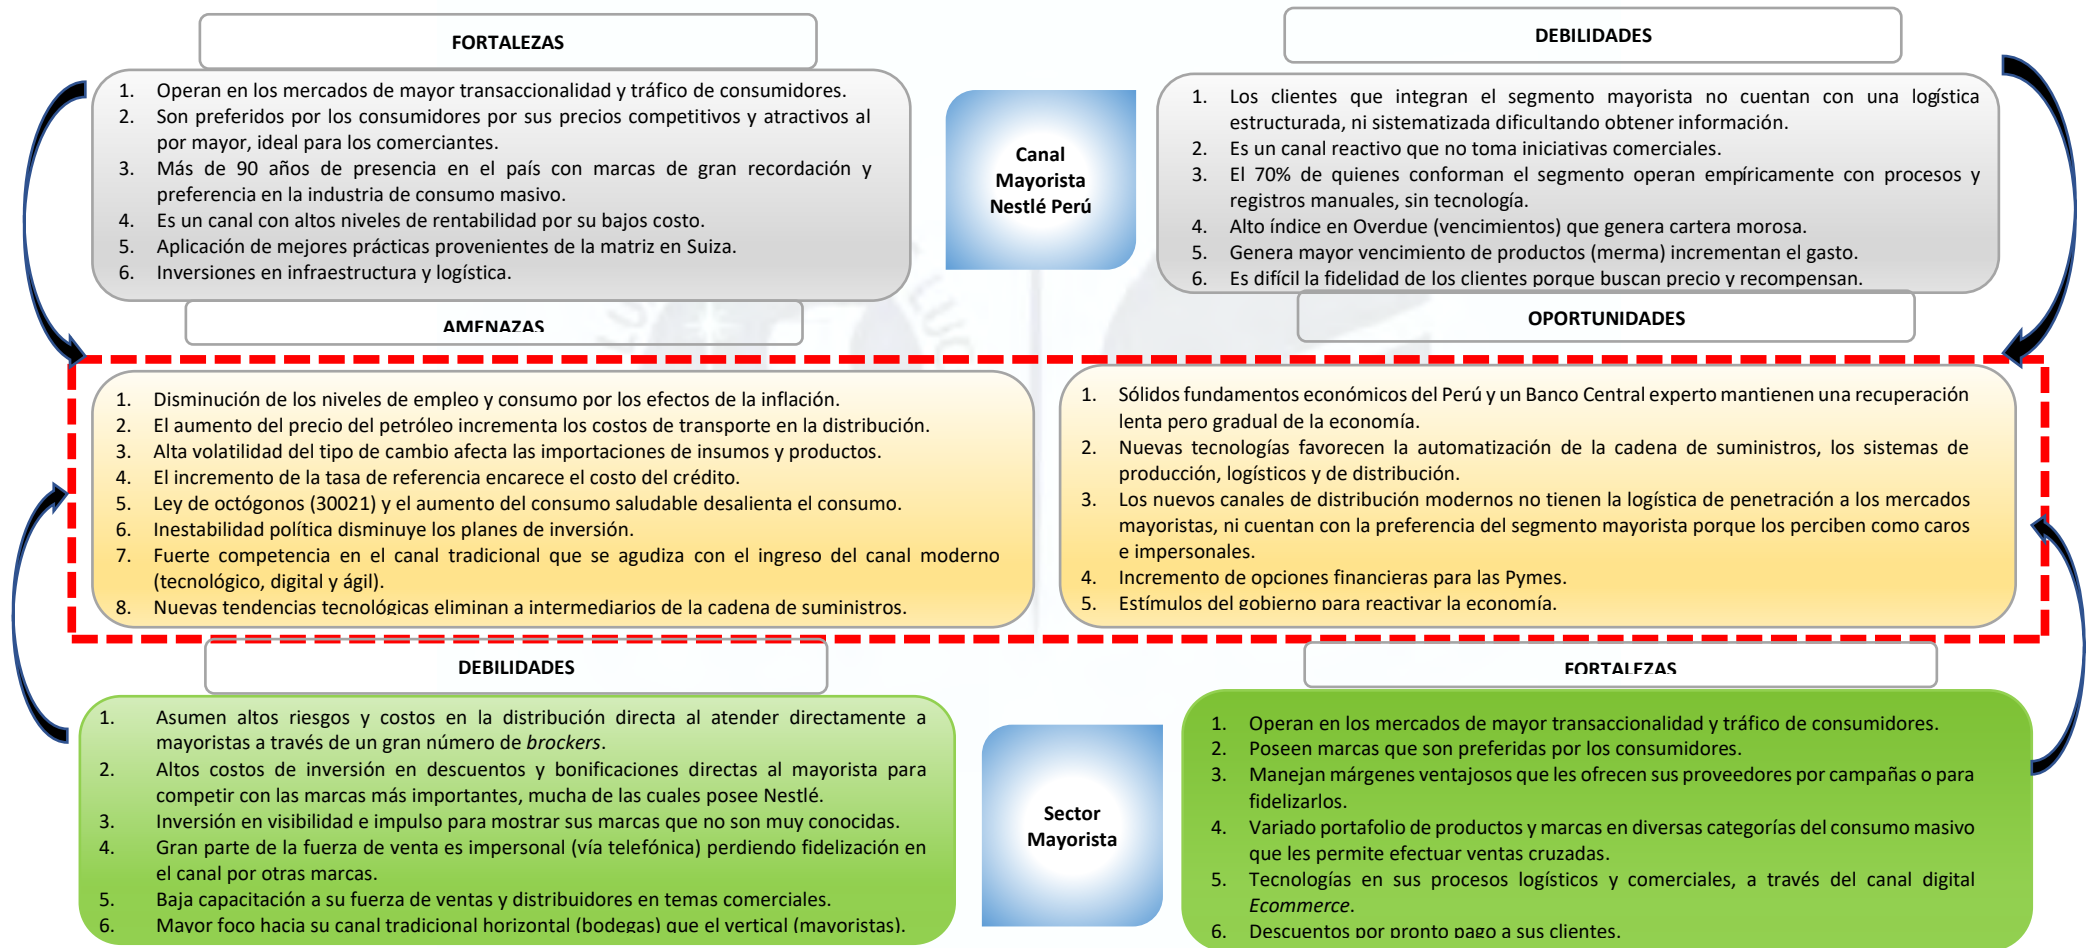 FORTALEZAS
1. Operan en los mercados de mayor transaccionalidad y tráfico de consumidores.
2. Son preferidos por los consumidores por sus precios competitivos y atractivos al
por mayor, ideal para los comerciantes.
3. Más de 90 años de presencia en el país con marcas de gran recordación y
preferencia en la industria de consumo masivo.
4. Es un canal con altos niveles de rentabilidad por su bajos costo.
5. Aplicación de mejores prácticas provenientes de la matriz en Suiza.
6. Inversiones en infraestructura y logística.
Canal
Mayorista
Nestlé Perú
DEBILIDADES
1. Los clientes que integran el segmento mayorista no cuentan con una logística
estructurada, ni sistematizada dificultando obtener información.
2. Es un canal reactivo que no toma iniciativas comerciales.
3. El 70% de quienes conforman el segmento operan empíricamente con procesos y
registros manuales, sin tecnología.
4. Alto índice en Overdue (vencimientos) que genera cartera morosa.
5. Genera mayor vencimiento de productos (merma) incrementan el gasto.
6. Es difícil la fidelidad de los clientes porque buscan precio y recompensan.
AMENAZAS
1. Disminución de los niveles de empleo y consumo por los efectos de la inflación.
2. El aumento del precio del petróleo incrementa los costos de transporte en la distribución.
3. Alta volatilidad del tipo de cambio afecta las importaciones de insumos y productos.
4. El incremento de la tasa de referencia encarece el costo del crédito.
5. Ley de octógonos (30021) y el aumento del consumo saludable desalienta el consumo.
6. Inestabilidad política disminuye los planes de inversión.
7. Fuerte competencia en el canal tradicional que se agudiza con el ingreso del canal moderno
(tecnológico, digital y ágil).
8. Nuevas tendencias tecnológicas eliminan a intermediarios de la cadena de suministros.
OPORTUNIDADES
1. Sólidos fundamentos económicos del Perú y un Banco Central experto mantienen una recuperación
lenta pero gradual de la economía.
2. Nuevas tecnologías favorecen la automatización de la cadena de suministros, los sistemas de
producción, logísticos y de distribución.
3. Los nuevos canales de distribución modernos no tienen la logística de penetración a los mercados
mayoristas, ni cuentan con la preferencia del segmento mayorista porque los perciben como caros
e impersonales.
4. Incremento de opciones financieras para las Pymes.
5. Estímulos del gobierno para reactivar la economía.
DEBILIDADES
1. Asumen altos riesgos y costos en la distribución directa al atender directamente a
mayoristas a través de un gran número de brockers.
2. Altos costos de inversión en descuentos y bonificaciones directas al mayorista para
competir con las marcas más importantes, mucha de las cuales posee Nestlé.
3. Inversión en visibilidad e impulso para mostrar sus marcas que no son muy conocidas.
4. Gran parte de la fuerza de venta es impersonal (vía telefónica) perdiendo fidelización en
el canal por otras marcas.
5. Baja capacitación a su fuerza de ventas y distribuidores en temas comerciales.
6. Mayor foco hacia su canal tradicional horizontal (bodegas) que el vertical (mayoristas).
Sector
Mayorista
FORTALEZAS
1. Operan en los mercados de mayor transaccionalidad y tráfico de consumidores.
2. Poseen marcas que son preferidas por los consumidores.
3. Manejan márgenes ventajosos que les ofrecen sus proveedores por campañas o para
fidelizarlos.
4. Variado portafolio de productos y marcas en diversas categorías del consumo masivo
que les permite efectuar ventas cruzadas.
5. Tecnologías en sus procesos logísticos y comerciales, a través del canal digital
Ecommerce.
6. Descuentos por pronto pago a sus clientes.